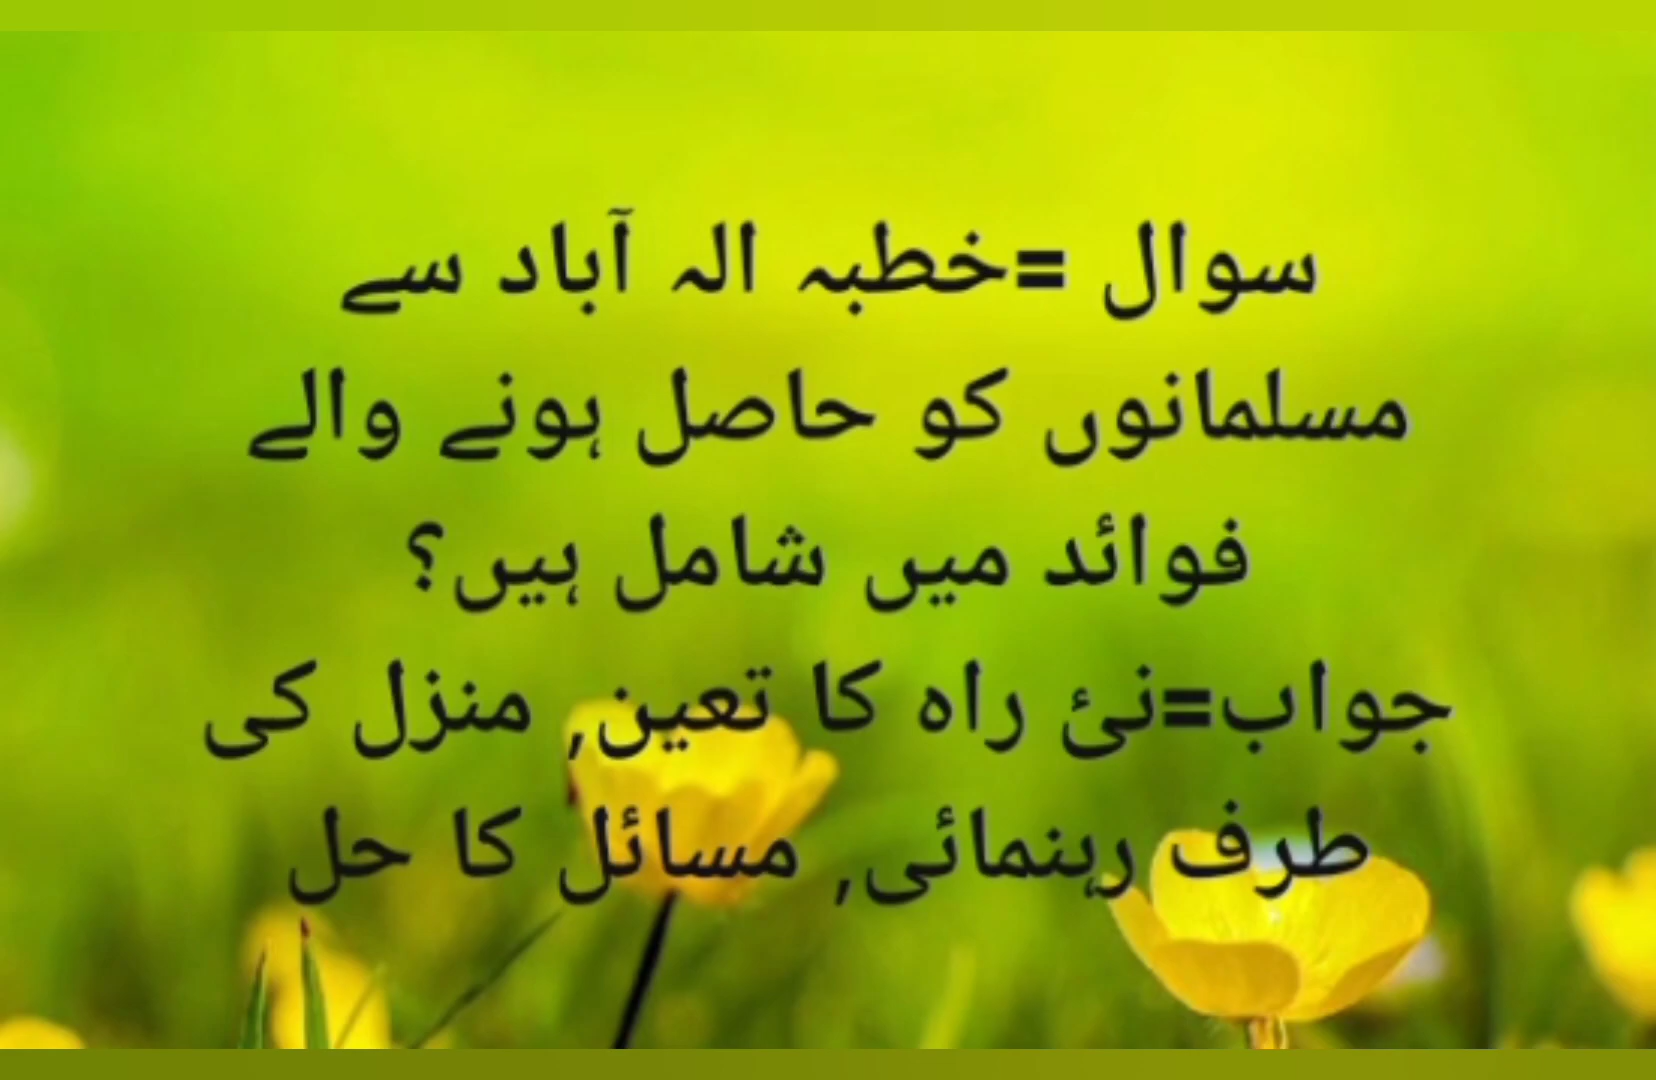 سوال =خطبہ الہ آباد سے
مسلمانوں کو حاصل ہونے والے
فوائد میں شامل ہیں؟
جواب=نئ راہ کا تعین, منزل کی
طرف رہنمائی, مسائل کا حل